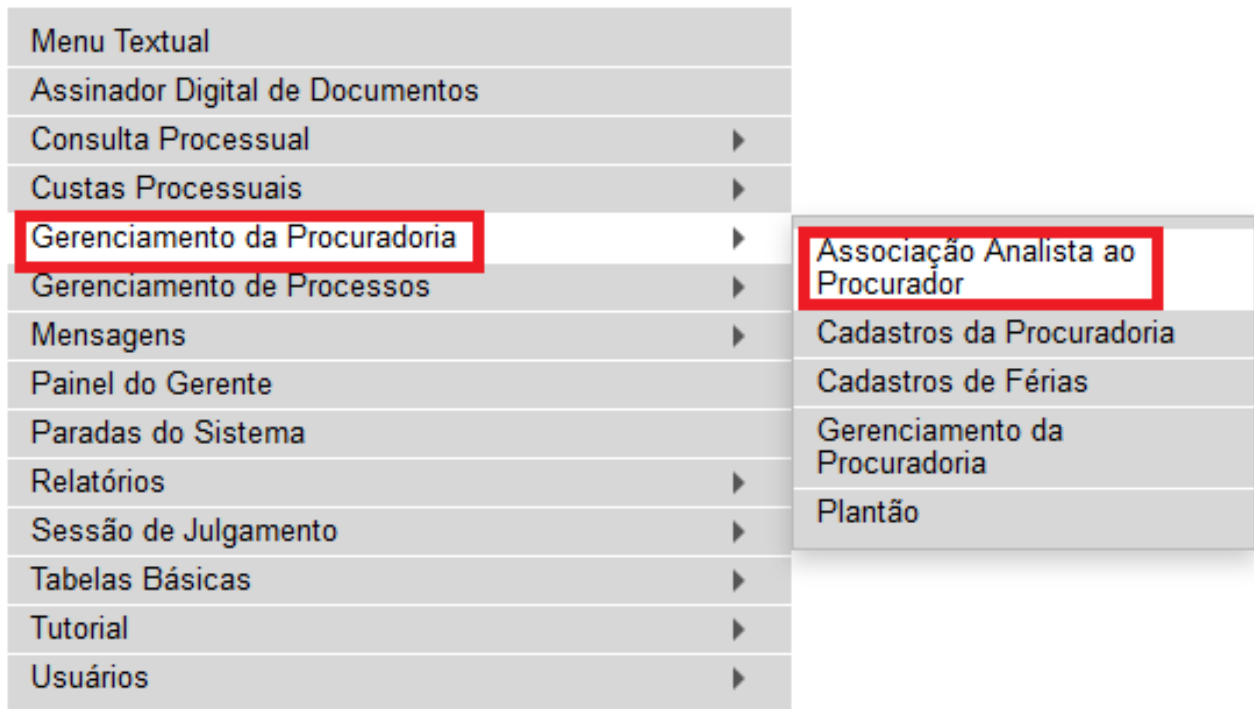 Menu Textual
Assinador Digital de Documentos
Consulta Processual
Custas Processuais
Gerenciamento da Procuradoria
Gerenciamento de Processos
Mensagens
Painel do Gerente
Paradas do Sistema
Relatórios
Sessão de Julgamento
Tabelas Básicas
Tutorial
Usuários
Associação Analista ao
Procurador
Cadastros da Procuradoria
Cadastros de Férias
Gerenciamento da
Procuradoria
Plantão